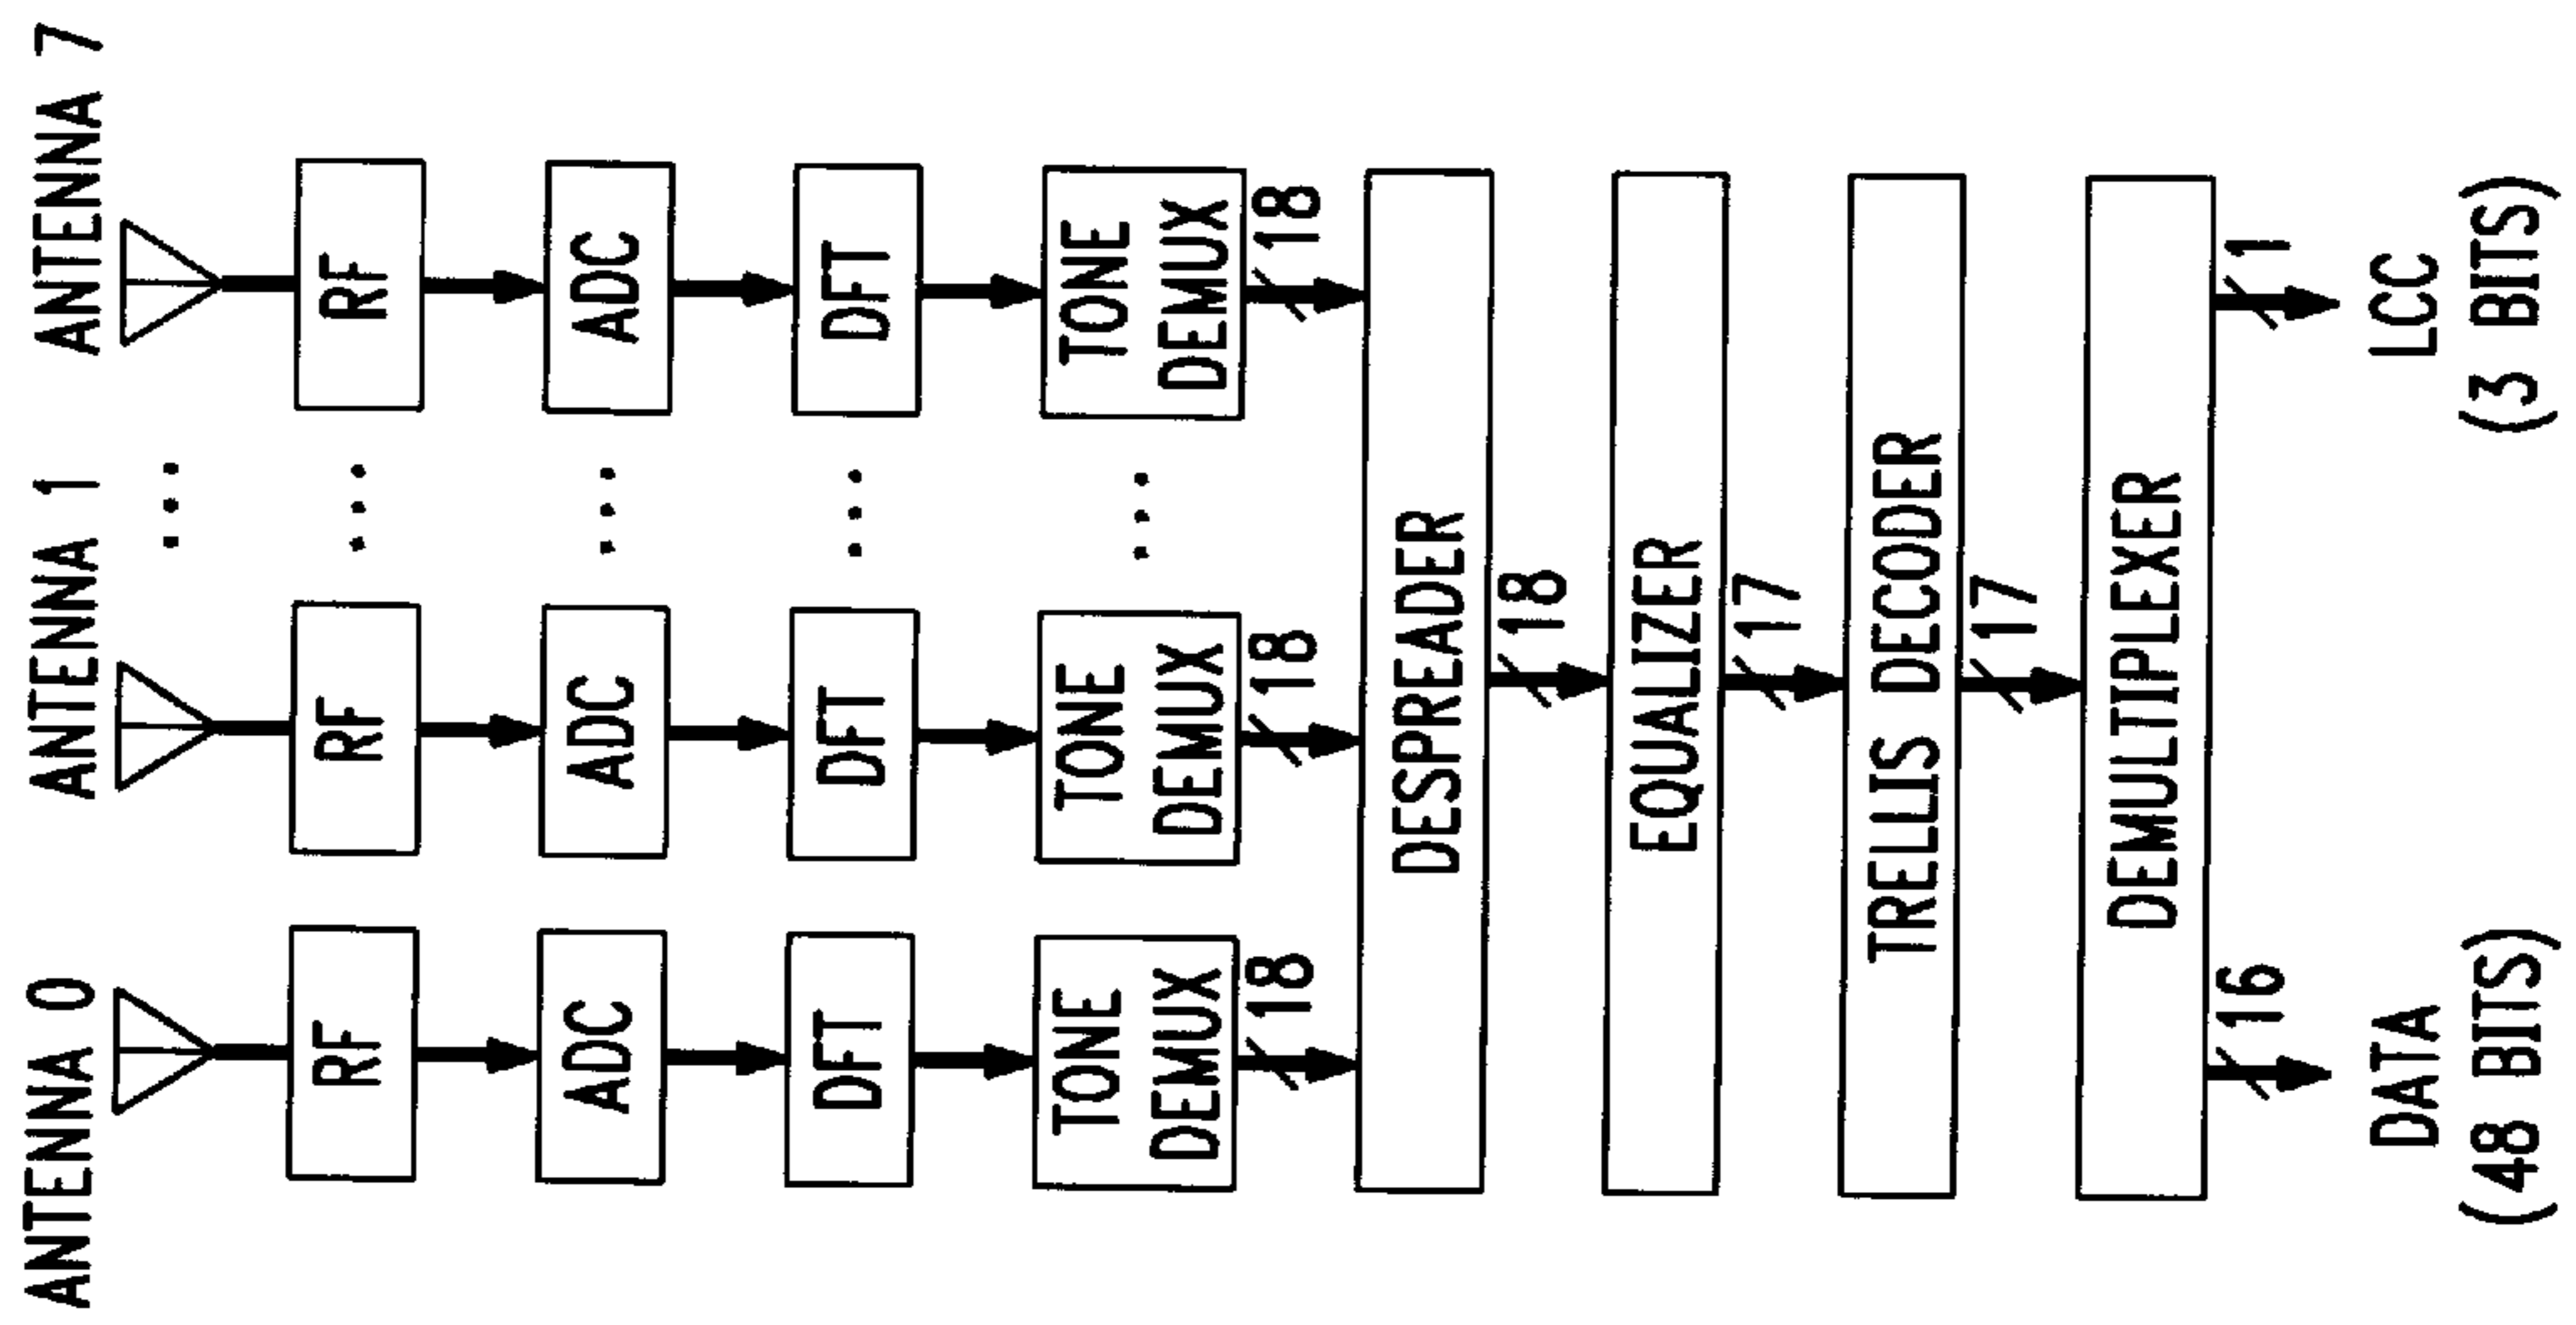 ANTENNA 0
ANTENNA 1
ANTENNA 7
...
RF
RF
...
RF
ADC
ADC
...
ADC
DFT
DFT
...
DFT
TONE
DEMUX
TONE
DEMUX
...
TONE
DEMUX
18
18
18
DESPREADER
18
EQUALIZER
17
TRELLIS DECODER
17
DEMULTIPLEXER
16
1
DATA
(48 BITS)
LCC
(3 BITS)